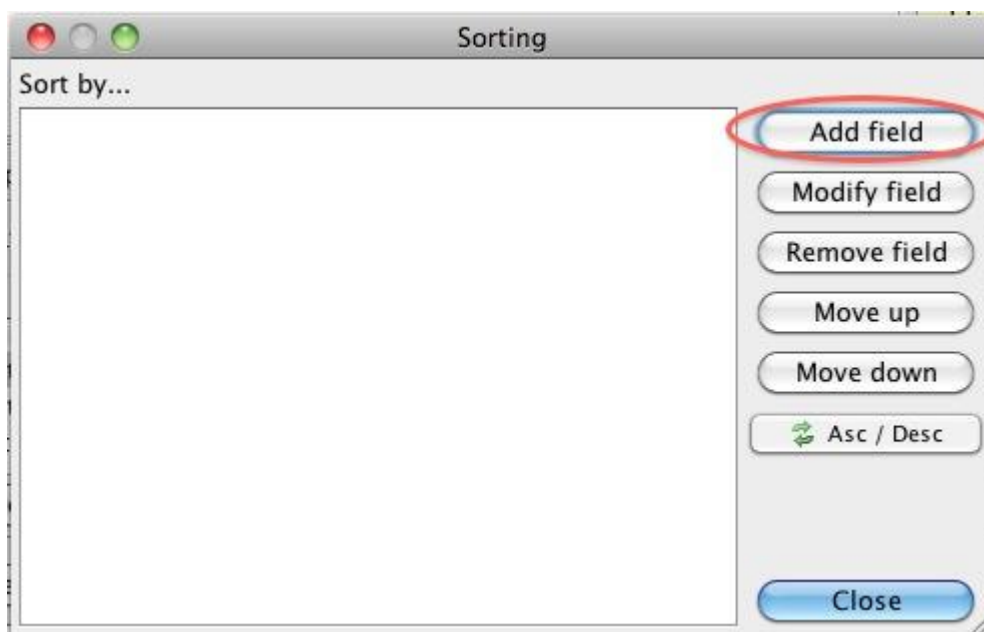 Sorting
Sort by...
Add field
Modify field
Remove field
Move up
Move down
Asc / Desc
Close